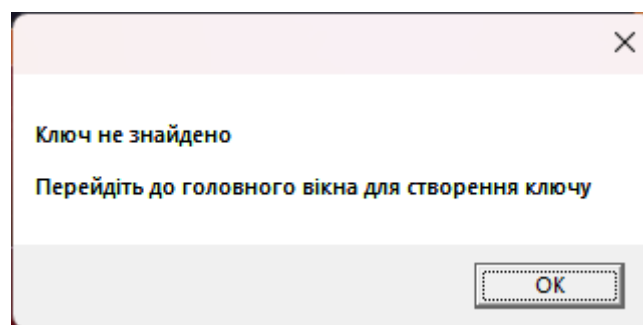 Ключ не знайдено
Перейдіть до головного вікна для створення ключу
OK